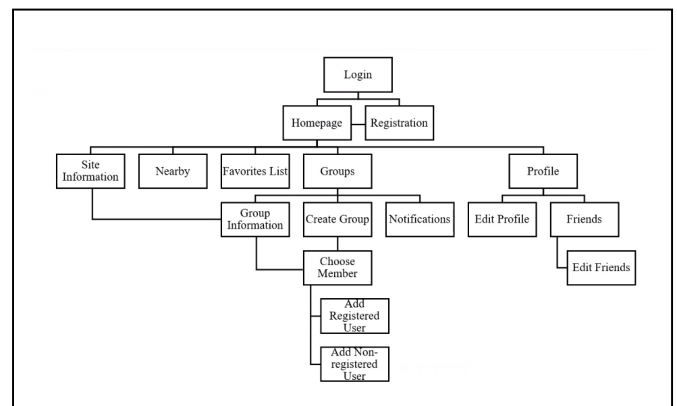 Login
Homepage
Registration
Site
Information
Nearby
Favorites List
Groups
Profile
Group
Information
Create Group
Notifications
Edit Profile
Friends
Choose
Member
Edit Friends
Add
Registered
User
Add Non-
registered
User